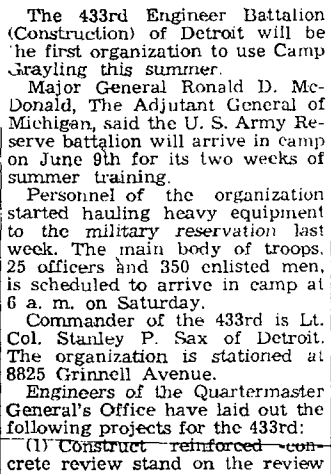 The 433rd Engineer Battalion
(Construction) of Detroit will be
he first organization to use Camp
Grayling this summer.
Major General Ronald D. Mc-
Donald, The Adjutant General of
Michigan, said the U. S. Army Re-
serve battalion will arrive in camp
on June 9th for its two weeks of
summer training.
Personnel of the organization
started hauling heavy equipment
to the military reservation last
week. The main body of troops,
25 officers and 350 enlisted men,
is scheduled to arrive in camp at
6 a. m. on Saturday.
Commander of the 433rd is Lt.
Col. Stanley P. Sax of Detroit.
The organization is stationed at
8825 Grinnell Avenue.
Engineers of the Quartermaster
General's Office have laid out the
following projects for the 433rd:
(1) Construct reinforced con-
crete review stand on the review